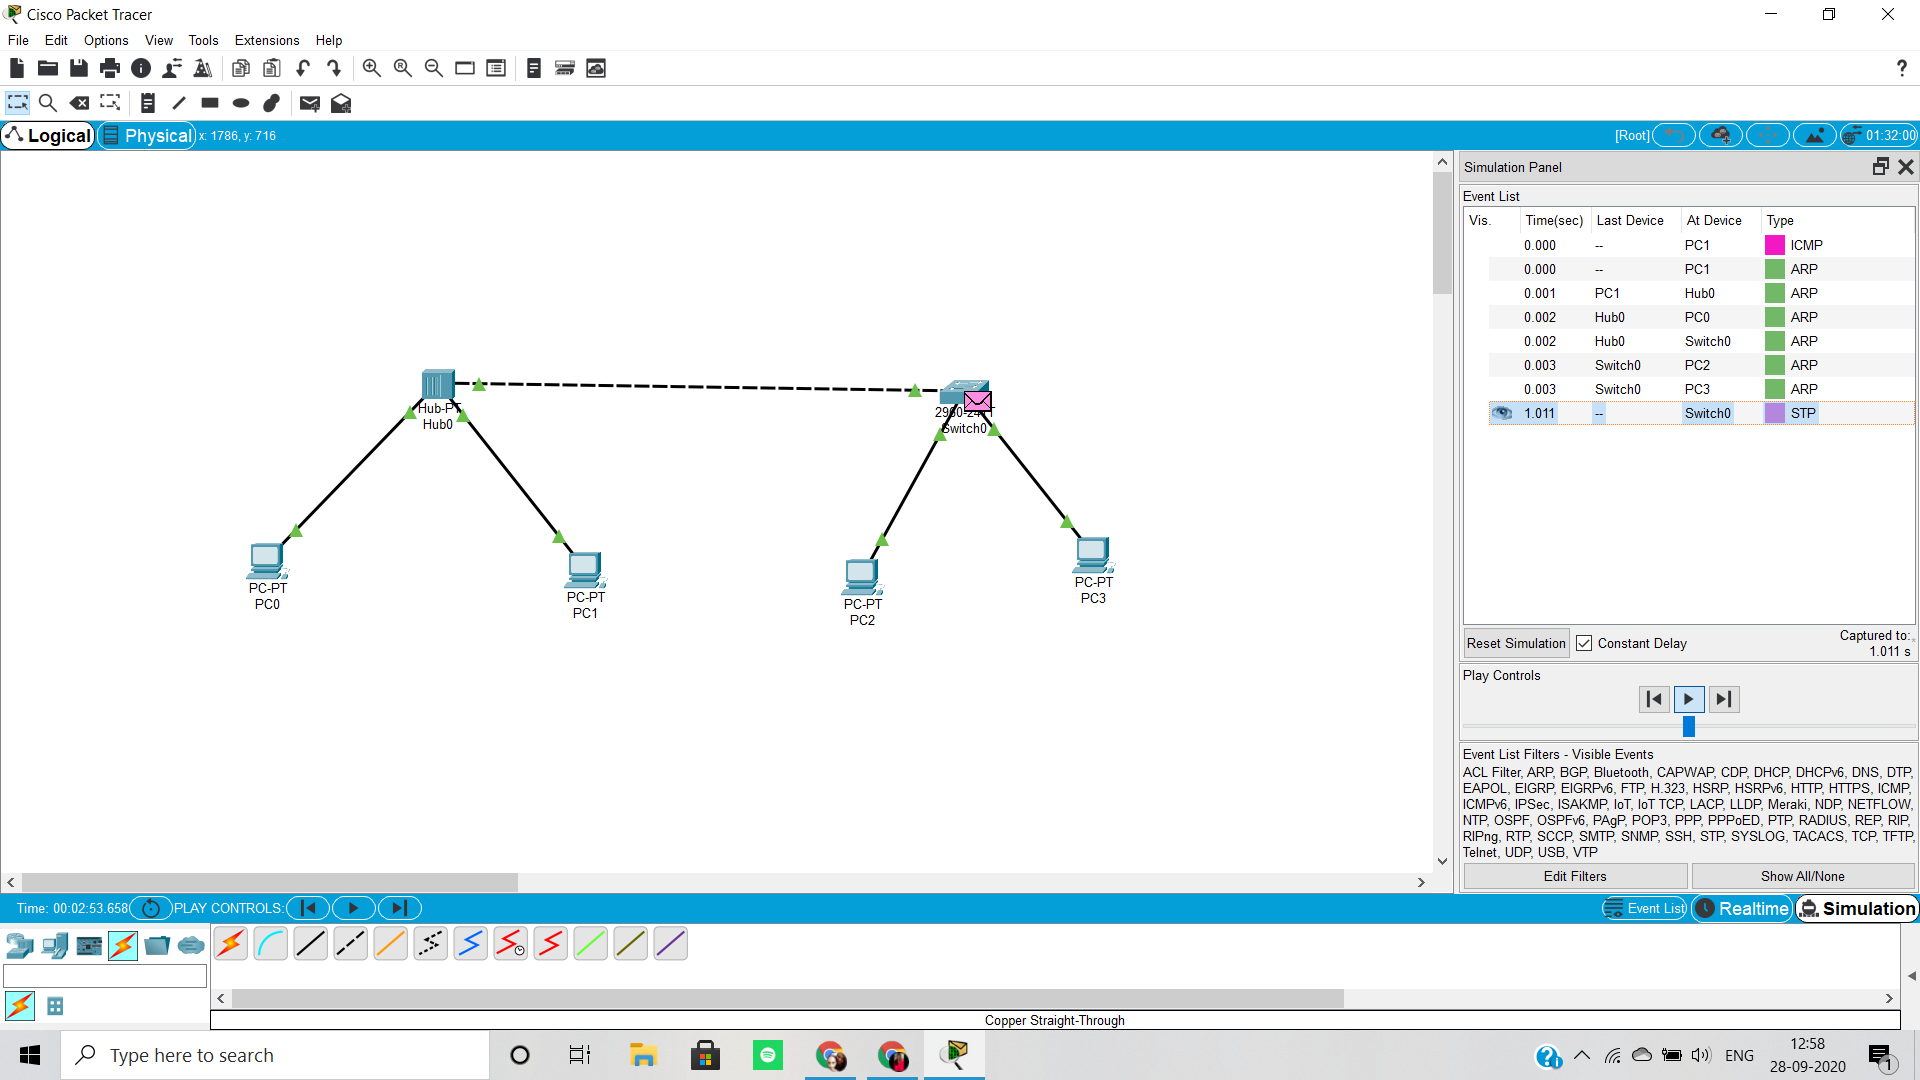 Cisco Packet Tracer
File Edit Options View Tools Extensions Help
Logical Physical x: 1786, y: 716 [Root] 01:32:00
Simulation Panel
Event List
Vis. Time(sec) Last Device At Device Type
0.000 -- PC1 ICMP
0.000 -- PC1 ARP
0.001 PC1 Hub0 ARP
0.002 Hub0 PC0 ARP
0.002 Hub0 Switch0 ARP
0.003 Switch0 PC2 ARP
0.003 Switch0 PC3 ARP
1.011 -- Switch0 STP
Hub-PT
Hub0
Switch0
PC-PT
PC0
PC-PT
PC1
PC-PT
PC2
PC-PT
PC3
Reset Simulation Constant Delay Captured to:
1.011 s
Play Controls
Event List Filters - Visible Events
ACL Filter, ARP, BGP, Bluetooth, CAPWAP, CDP, DHCP, DHCPv6, DNS, DTP,
EAPOL, EIGRP, EIGRPv6, FTP, H.323, HSRP, HSRPv6, HTTP, HTTPS, ICMP,
ICMPv6, IPSec, ISAKMP, IoT, IoT TCP, LACP, LLDP, Meraki, NDP, NETFLOW,
NTP, OSPF, OSPFv6, PAgP, POP3, PPP, PPPoED, PTP, RADIUS, REP, RIP,
RIPng, RTP, SCCP, SMTP, SNMP, SSH, STP, SYSLOG, TACACS, TCP, TFTP,
Telnet, UDP, USB, VTP
Edit Filters Show All/None
Time: 00:02:53.658 PLAY CONTROLS: Event List Realtime Simulation
Copper Straight-Through
Type here to search
ENG
12:58
28-09-2020
1